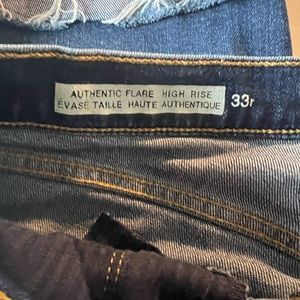 AUTHENTIC FLARE HIGH RISE
ÉVASÉ TAILLE HAUTE AUTHENTIQUE 33r